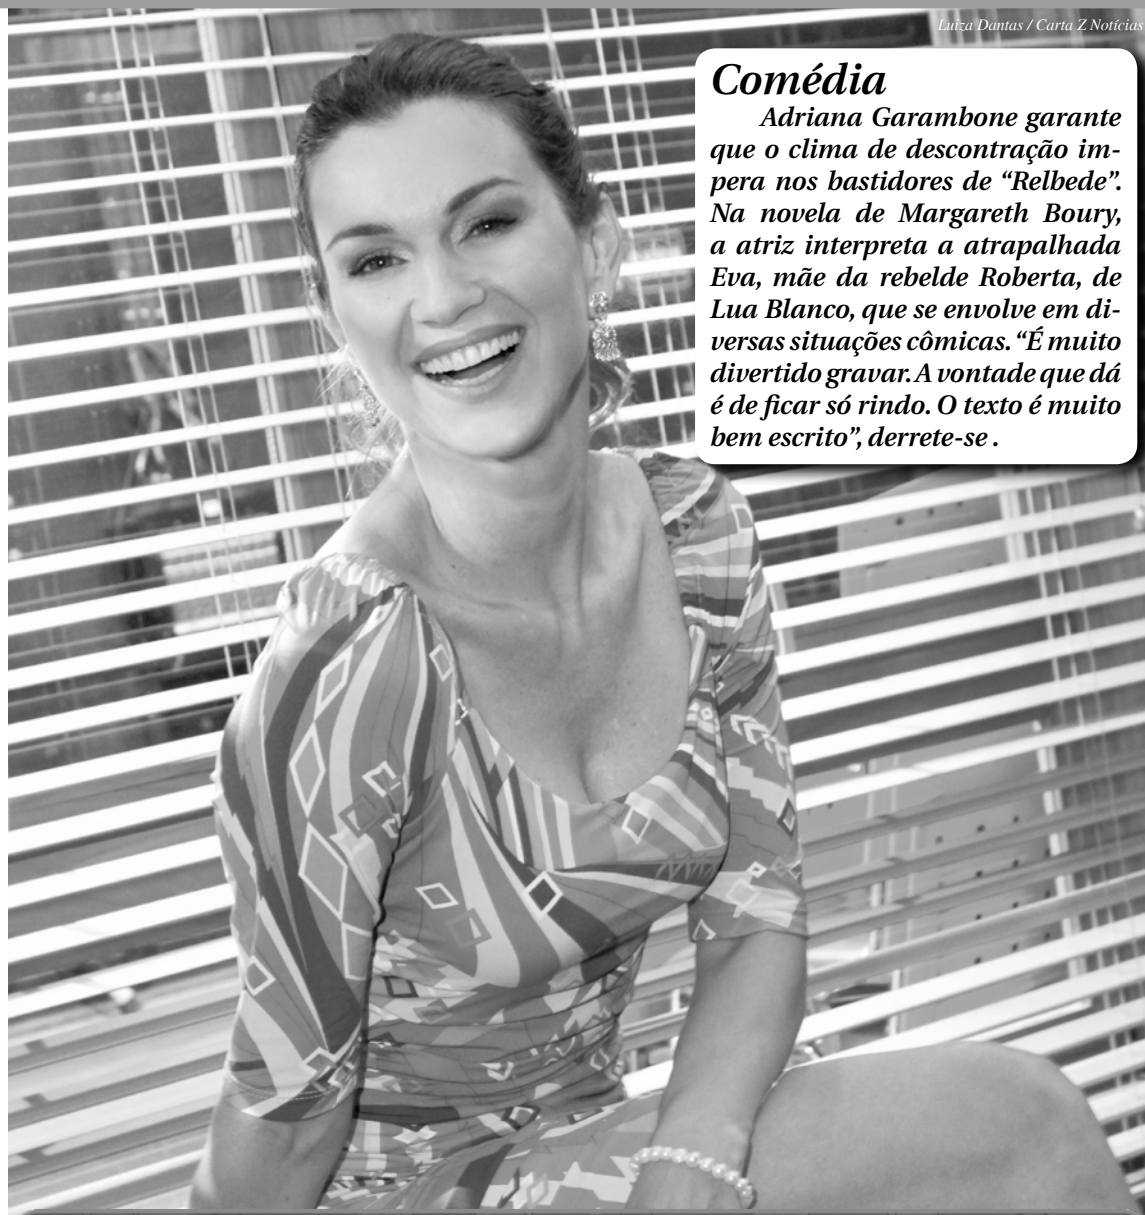 Luiza Dantas / Carta Z Notícias
Comédia
Adriana Garambone garante
que o clima de descontração im-
pera nos bastidores de “Relbede”.
Na novela de Margareth Boury,
a atriz interpreta a atrapalhada
Eva, mãe da rebelde Roberta, de
Lua Blanco, que se envolve em di-
versas situações cômicas. “É muito
divertido gravar. A vontade que dá
é de ficar só rindo. O texto é muito
bem escrito”, derrete-se .